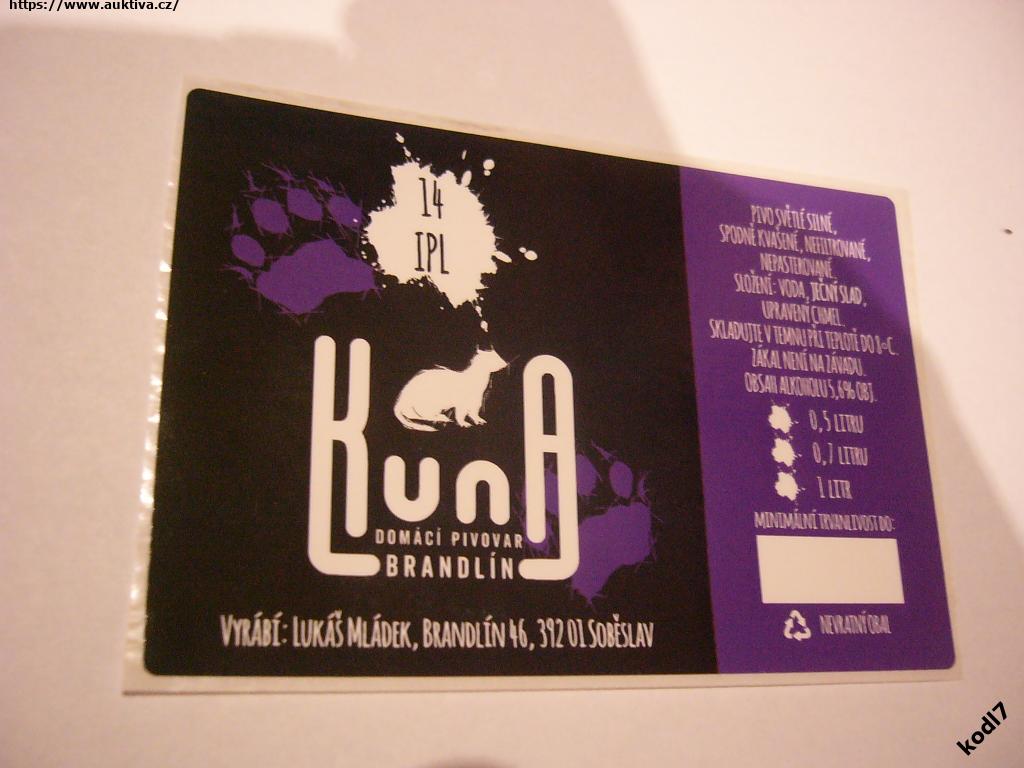 https://www.auktiva.cz/
14
IPL
KunA
DOMÁCÍ PIVOVAR
BRANDLÍN
VYRÁBÍ: LUKÁŠ MLÁDEK, BRANDLÍN 46, 392 01 SOBĚSLAV
PIVO SVĚTLÉ SILNÉ,
SPODNĚ KVAŠENÉ, NEFILTROVANÉ,
NEPASTEROVANÉ.
SLOŽENÍ: VODA, JEČNÝ SLAD,
UPRAVENÝ CHMEL.
SKLADUJTE V TEMNU PŘI TEPLOTĚ DO 8°C.
ZÁKAL NENÍ NA ZÁVADU.
OBSAH ALKOHOLU 5,6% OBJ.
0,5 LITRU
0,7 LITRU
1 LITR
MINIMÁLNÍ TRVANLIVOST DO:
NEVRATNÝ OBAL
kodl7